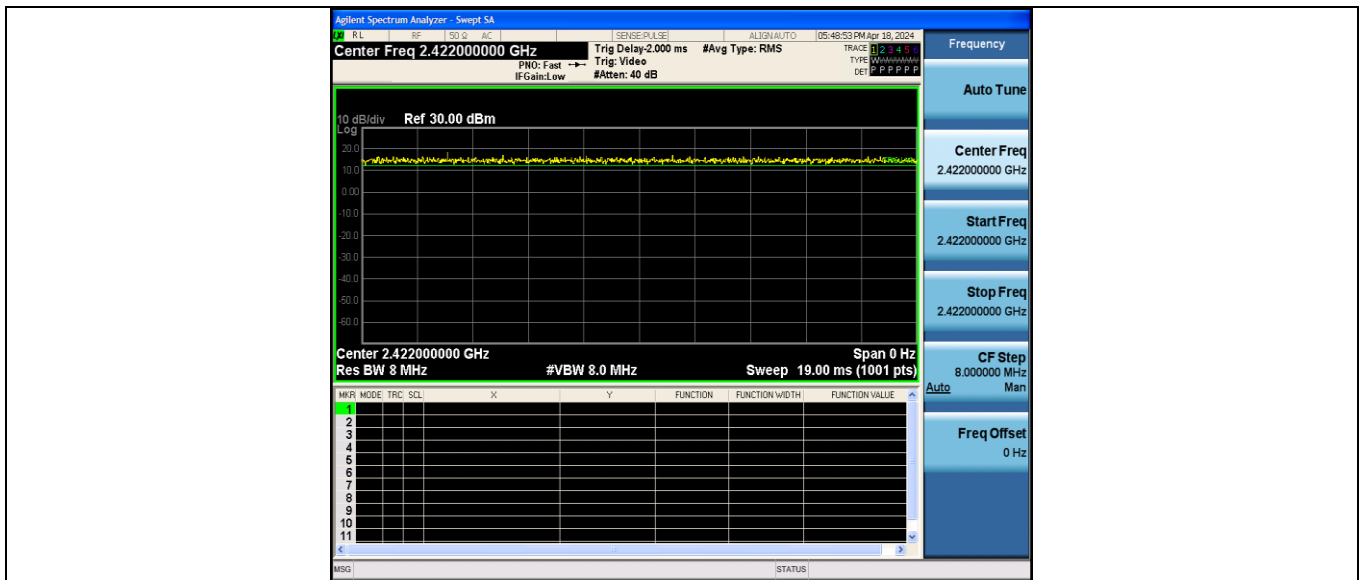 Agilent Spectrum Analyzer - Swept SA
RL RF 50 Ω AC SENSE:PULSE ALIGNAUTO 05:48:53 PM Apr 18, 2024
Center Freq 2.422000000 GHz
PNO: Fast
IFGain:Low
Trig Delay-2.000 ms
Trig: Video
#Atten: 40 dB
#Avg Type: RMS
TRACE 1 2 3 4 5 6
TYPE W
DET P P P P P P
10 dB/div Ref 30.00 dBm
Log
20.0
10.0
0.00
-10.0
-20.0
-30.0
-40.0
-50.0
-60.0
Center 2.422000000 GHz Span 0 Hz
Res BW 8 MHz #VBW 8.0 MHz Sweep 19.00 ms (1001 pts)
MKR MODE TRC SCL X Y FUNCTION FUNCTION WIDTH FUNCTION VALUE
1
2
3
4
5
6
7
8
9
10
11
MSG STATUS
Frequency
Auto Tune
Center Freq
2.422000000 GHz
Start Freq
2.422000000 GHz
Stop Freq
2.422000000 GHz
CF Step
8.000000 MHz
Auto Man
Freq Offset
0 Hz